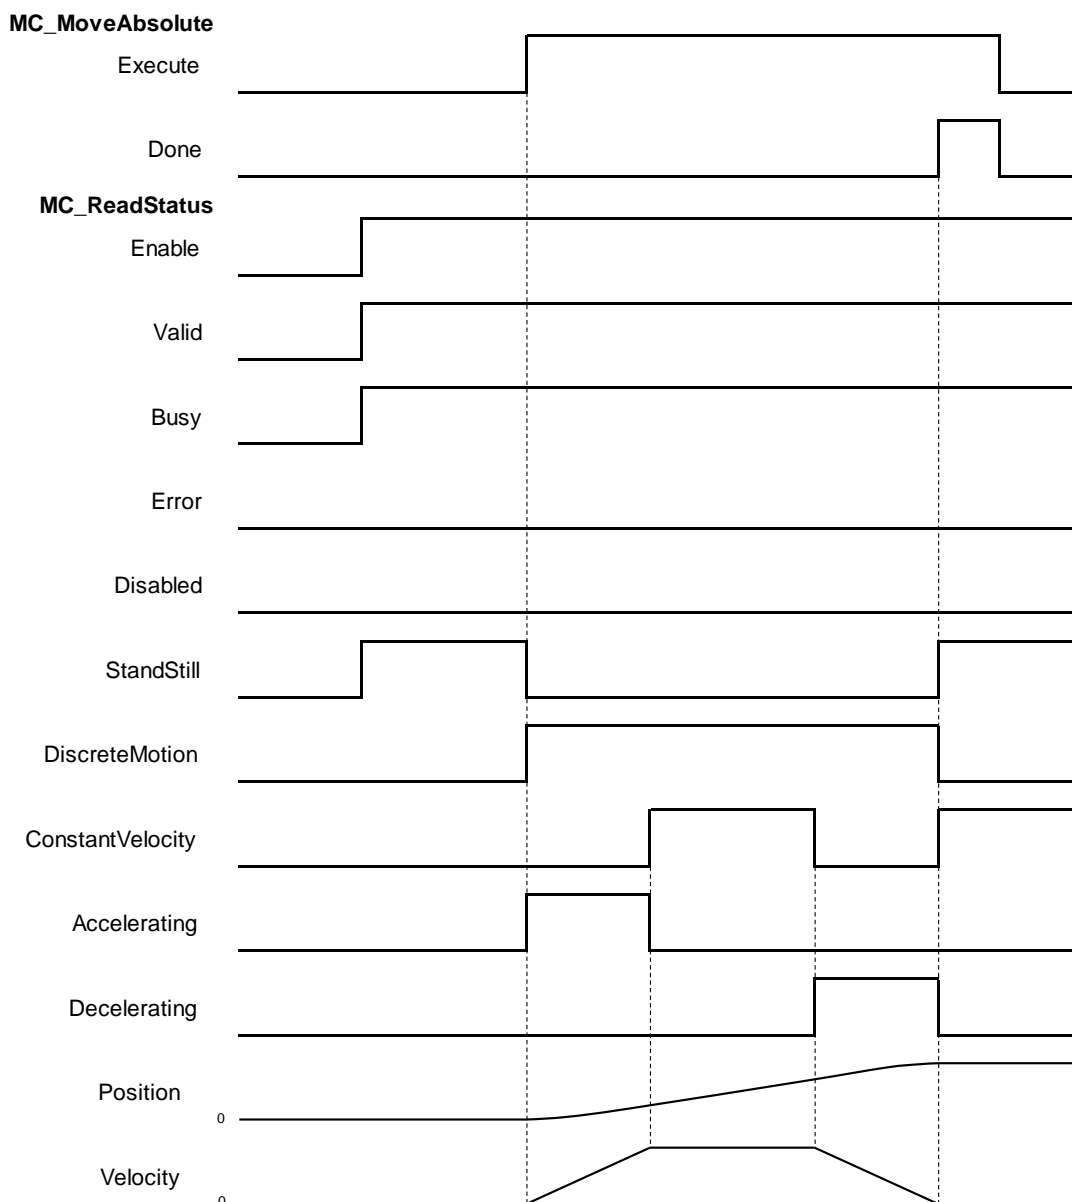 MC_MoveAbsolute
Execute
Done
MC_ReadStatus
Enable
Valid
Busy
Error
Disabled
StandStill
DiscreteMotion
ConstantVelocity
Accelerating
Decelerating
Position
0
Velocity
0